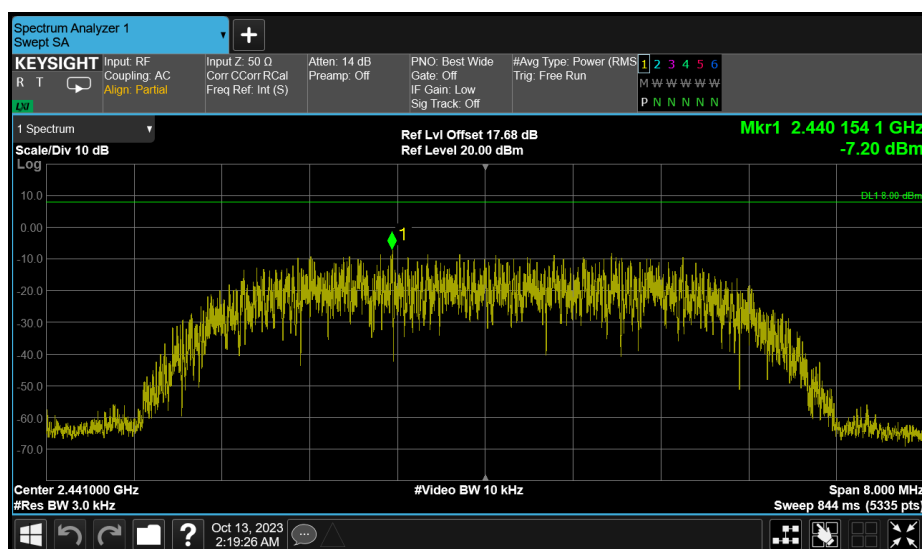 Spectrum Analyzer 1
Swept SA
+
KEYSIGHT
R T
LXI
Input: RF
Coupling: AC
Align: Partial
Input Z: 50 Ω
Corr CCorr RCal
Freq Ref: Int (S)
Atten: 14 dB
Preamp: Off
PNO: Best Wide
Gate: Off
IF Gain: Low
Sig Track: Off
#Avg Type: Power (RMS
Trig: Free Run
1 2 3 4 5 6
M W W W W W
P N N N N N
1 Spectrum
Scale/Div 10 dB
Log
Ref Lvl Offset 17.68 dB
Ref Level 20.00 dBm
Mkr1 2.440 154 1 GHz
-7.20 dBm
10.0
DL1 8.00 dBm
0.00
1
-10.0
-20.0
-30.0
-40.0
-50.0
-60.0
-70.0
Center 2.441000 GHz
#Res BW 3.0 kHz
#Video BW 10 kHz
Span 8.000 MHz
Sweep 844 ms (5335 pts)
?
Oct 13, 2023
2:19:26 AM